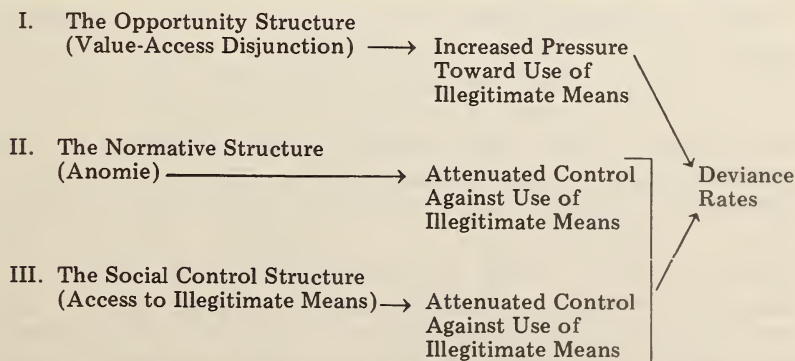 I. The Opportunity Structure
(Value-Access Disjunction) → Increased Pressure
Toward Use of
Illegitimate Means
II. The Normative Structure
(Anomie) → Attenuated Control
Against Use of
Illegitimate Means
Deviance
Rates
III. The Social Control Structure
(Access to Illegitimate Means) → Attenuated Control
Against Use of
Illegitimate Means